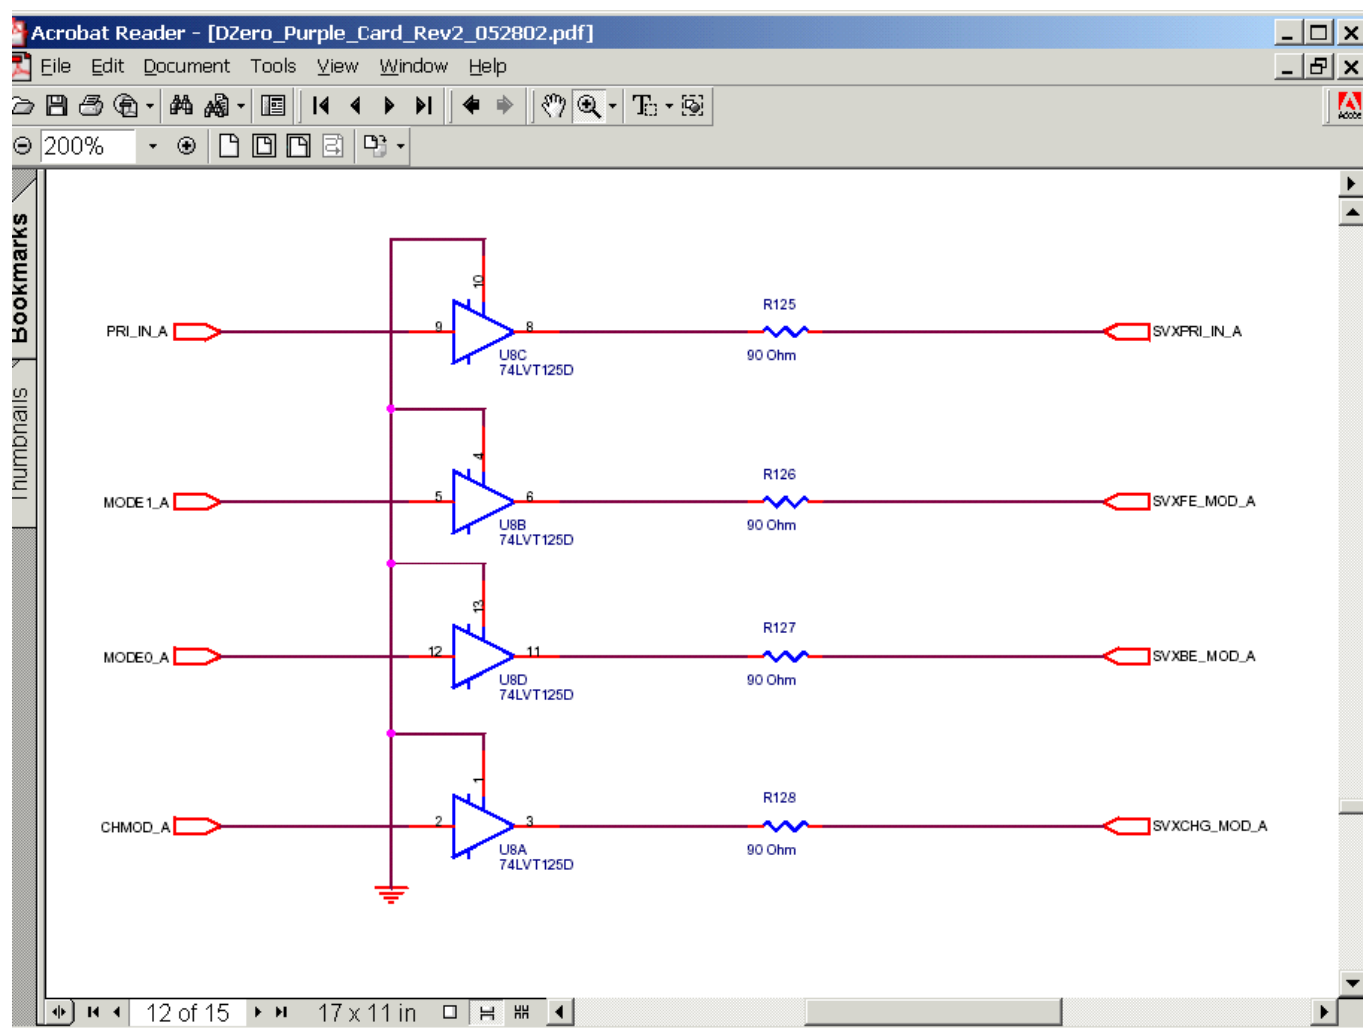 Acrobat Reader - [DZero_Purple_Card_Rev2_052802.pdf]
File Edit Document Tools View Window Help
Adobe
200%
Bookmarks
Thumbnails
10
R125
PRI_IN_A 9 8 SVXPRI_IN_A
U8C 90 Ohm
74LVT125D
4
R126
MODE1_A 5 6 SVXFE_MOD_A
U8B 90 Ohm
74LVT125D
13
R127
MODE0_A 12 11 SVXBE_MOD_A
U8D 90 Ohm
74LVT125D
1
R128
CHMOD_A 2 3 SVXCHG_MOD_A
U8A 90 Ohm
74LVT125D
12 of 15 17 x 11 in